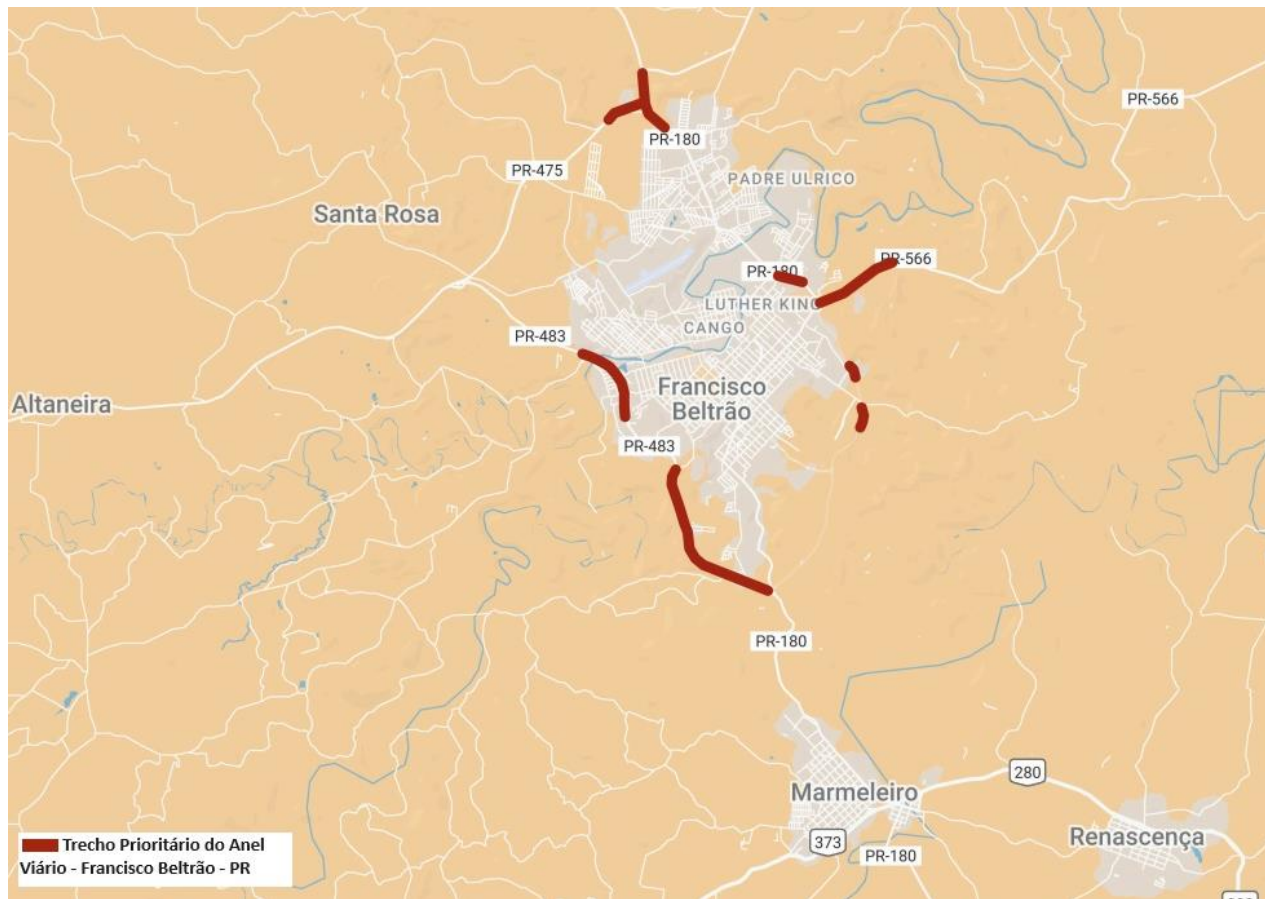 PR-566
PR-180
PR-475
PADRE ULRICO
Santa Rosa
PR-180
PR-566
LUTHER KING
CANGO
PR-483
Francisco
Beltrão
Altaneira
PR-483
PR-180
280
Marmeleiro
Renascença
373
PR-180
Trecho Prioritário do Anel
Viário - Francisco Beltrão - PR